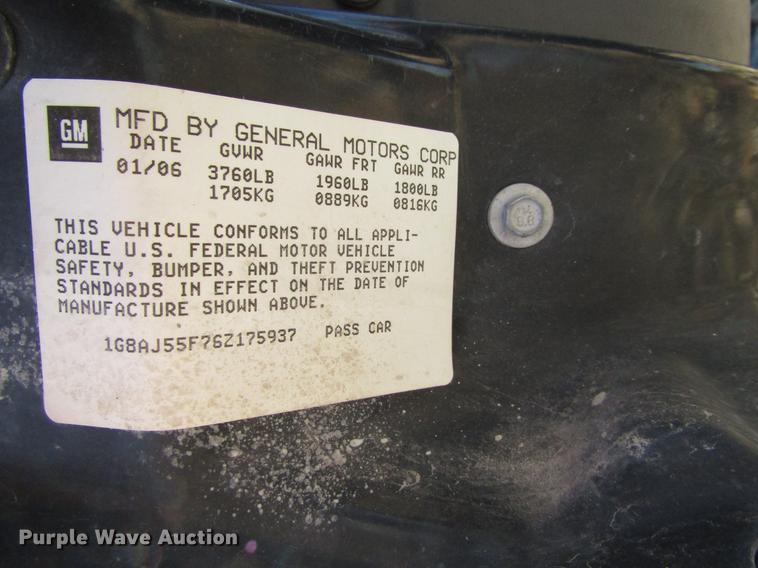 GM
MFD BY GENERAL MOTORS CORP
DATE GVWR GAWR FRT GAWR RR
01/06 3760LB 1960LB 1800LB
1705KG 0889KG 0816KG
THIS VEHICLE CONFORMS TO ALL APPLI-
CABLE U.S. FEDERAL MOTOR VEHICLE
SAFETY, BUMPER, AND THEFT PREVENTION
STANDARDS IN EFFECT ON THE DATE OF
MANUFACTURE SHOWN ABOVE.
1G8AJ55F76Z175937 PASS CAR
8.8
Purple Wave Auction